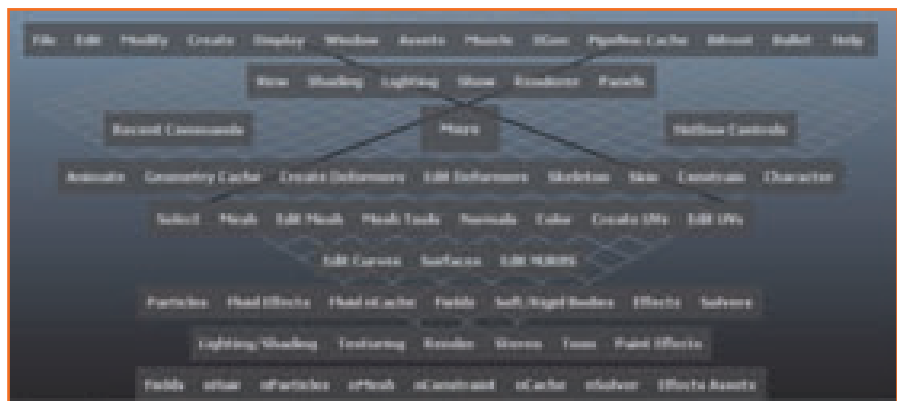 File Edit Modify Create Display Window Assets Muscle XGen Pipeline Cache Bifrost Bullet Help
View Shading Lighting Show Renderer Panels
Recent Commands Maya Hotbox Controls
Animate Geometry Cache Create Deformers Edit Deformers Skeleton Skin Constrain Character
Select Mesh Edit Mesh Mesh Tools Normals Color Create UVs Edit UVs
Edit Curves Surfaces Edit NURBS
Particles Fluid Effects Fluid nCache Fields Soft/Rigid Bodies Effects Solvers
Lighting/Shading Texturing Render Stereo Toon Paint Effects
Fields nHair nParticles nMesh nConstraint nCache nSolver Effects Assets